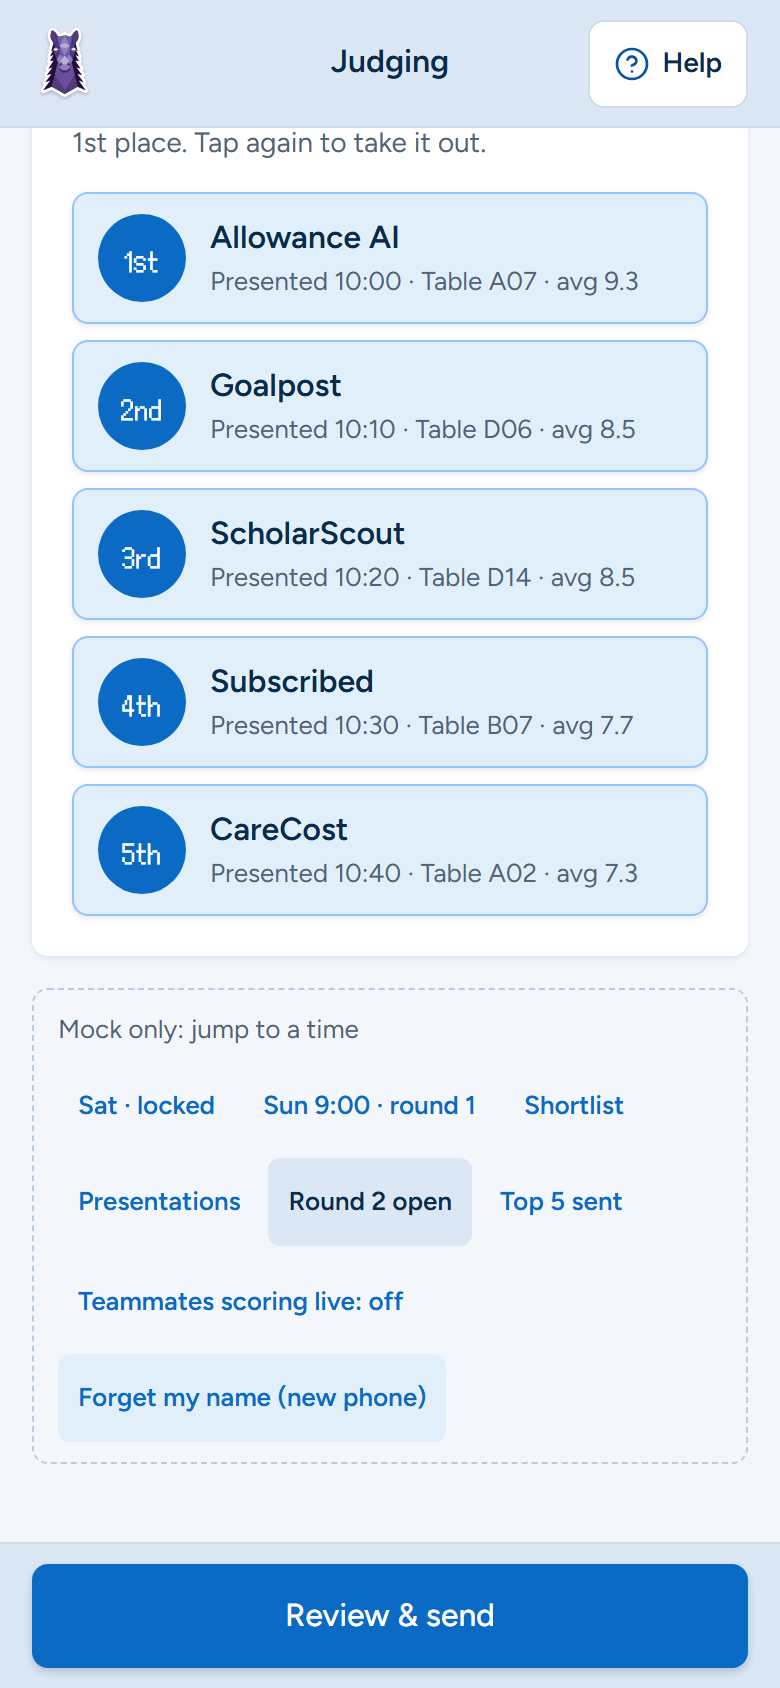 Judging
Help
1st place. Tap again to take it out.
1st
Allowance AI
Presented 10:00 · Table A07 · avg 9.3
2nd
Goalpost
Presented 10:10 · Table D06 · avg 8.5
3rd
ScholarScout
Presented 10:20 · Table D14 · avg 8.5
4th
Subscribed
Presented 10:30 · Table B07 · avg 7.7
5th
CareCost
Presented 10:40 · Table A02 · avg 7.3
Mock only: jump to a time
Sat · locked Sun 9:00 · round 1 Shortlist
Presentations Round 2 open Top 5 sent
Teammates scoring live: off
Forget my name (new phone)
Review & send